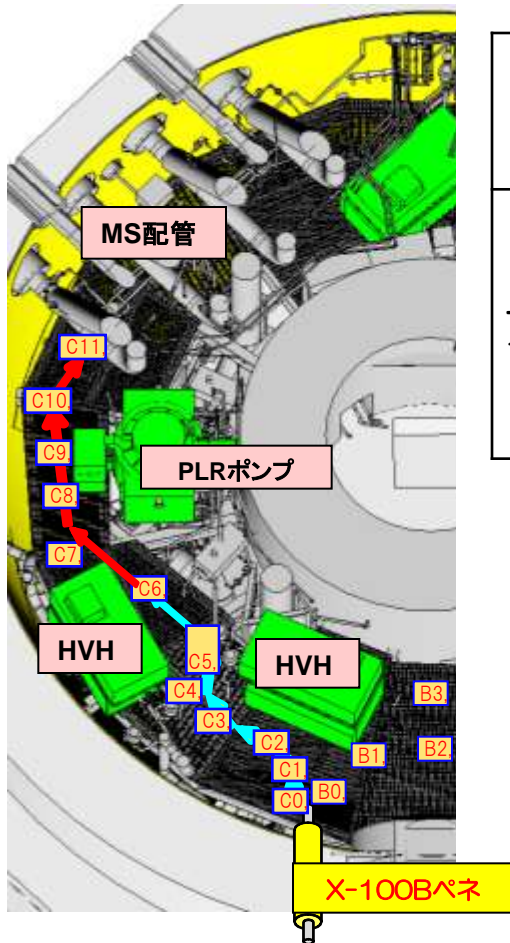 MS配管
C11,
C10,
C9,
PLRポンプ
C8,
C7,
C6,
HVH
HVH
C5,
C4,
B3,
C3,
C2,
B2,
B1,
C1,
B0,
C0,
X-100Bペネ